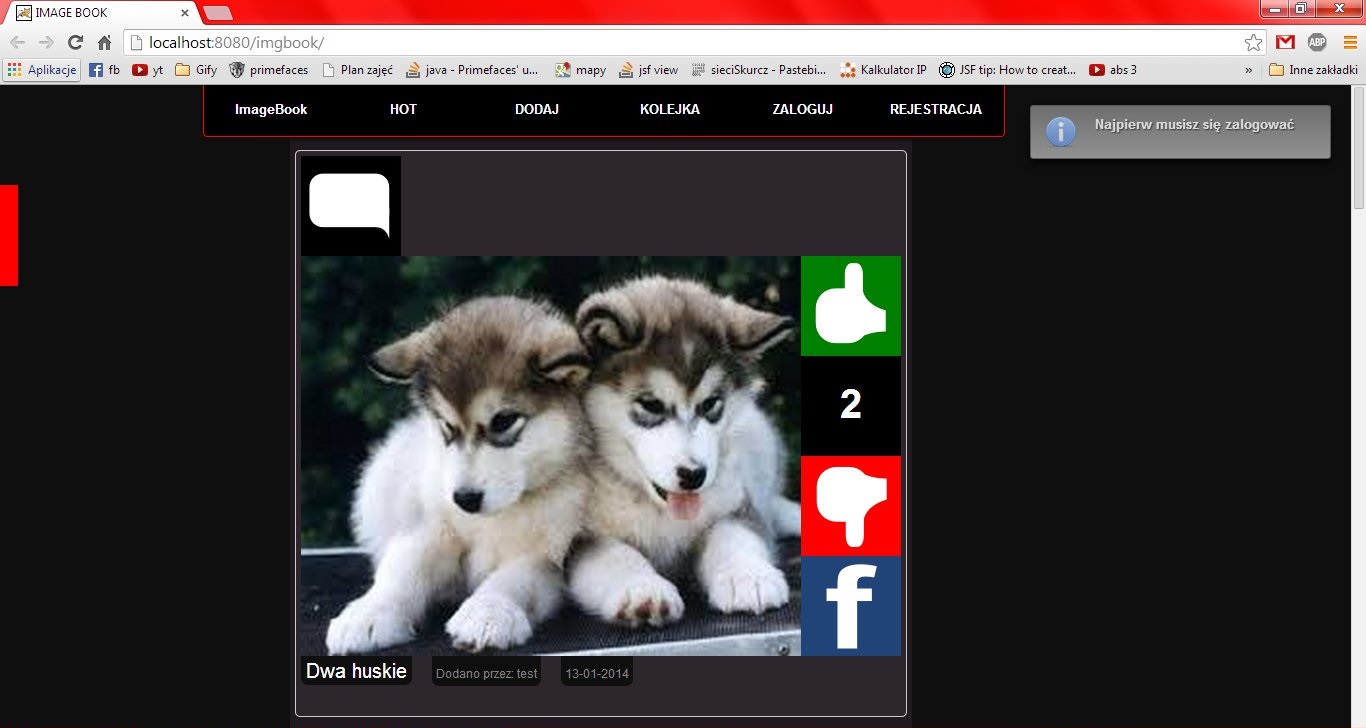 IMAGE BOOK
localhost:8080/imgbook/
ABP
Aplikacje fb yt Gify primefaces Plan zajęć java - Primefaces' u... mapy jsf view sieciSkurcz - Pastebi... Kalkulator IP JSF tip: How to creat... abs 3 » Inne zakładki
ImageBook HOT DODAJ KOLEJKA ZALOGUJ REJESTRACJA
Najpierw musisz się zalogować
2
f
Dwa huskie Dodano przez: test 13-01-2014